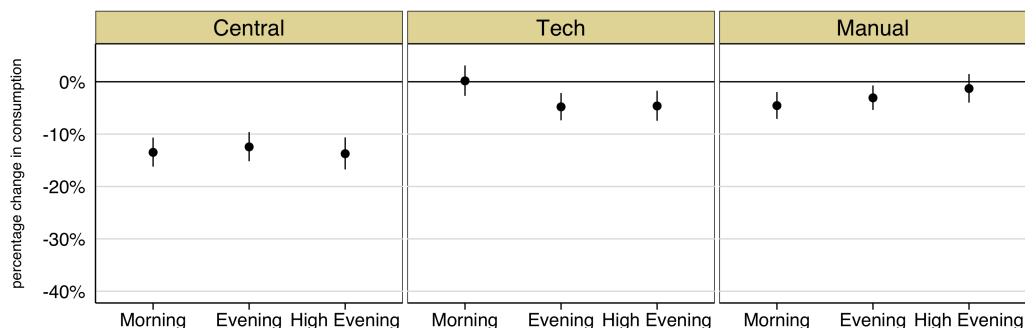 Central Tech Manual
percentage change in consumption
0%
-10%
-20%
-30%
-40%
Morning Evening High Evening Morning Evening High Evening Morning Evening High Evening